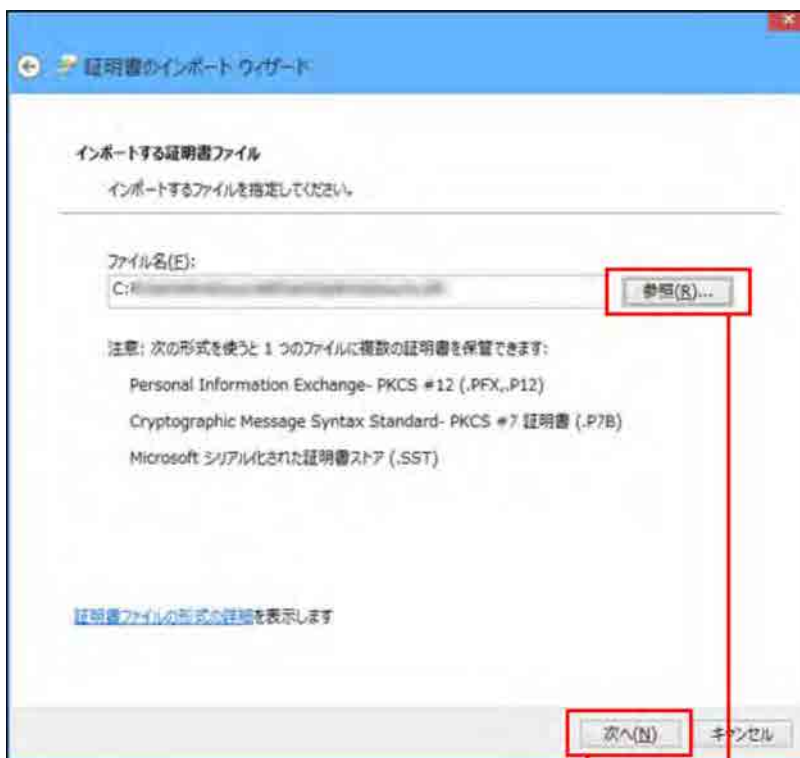 証明書のインポート ウィザード
インポートする証明書ファイル
インポートするファイルを指定してください。
ファイル名(F):
C:
参照(R)...
注意: 次の形式を使うと 1 つのファイルに複数の証明書を保管できます:
Personal Information Exchange- PKCS #12 (.PFX,.P12)
Cryptographic Message Syntax Standard- PKCS #7 証明書 (.P7B)
Microsoft シリアル化された証明書ストア (.SST)
証明書ファイルの形式の詳細を表示します
次へ(N)
キャンセル